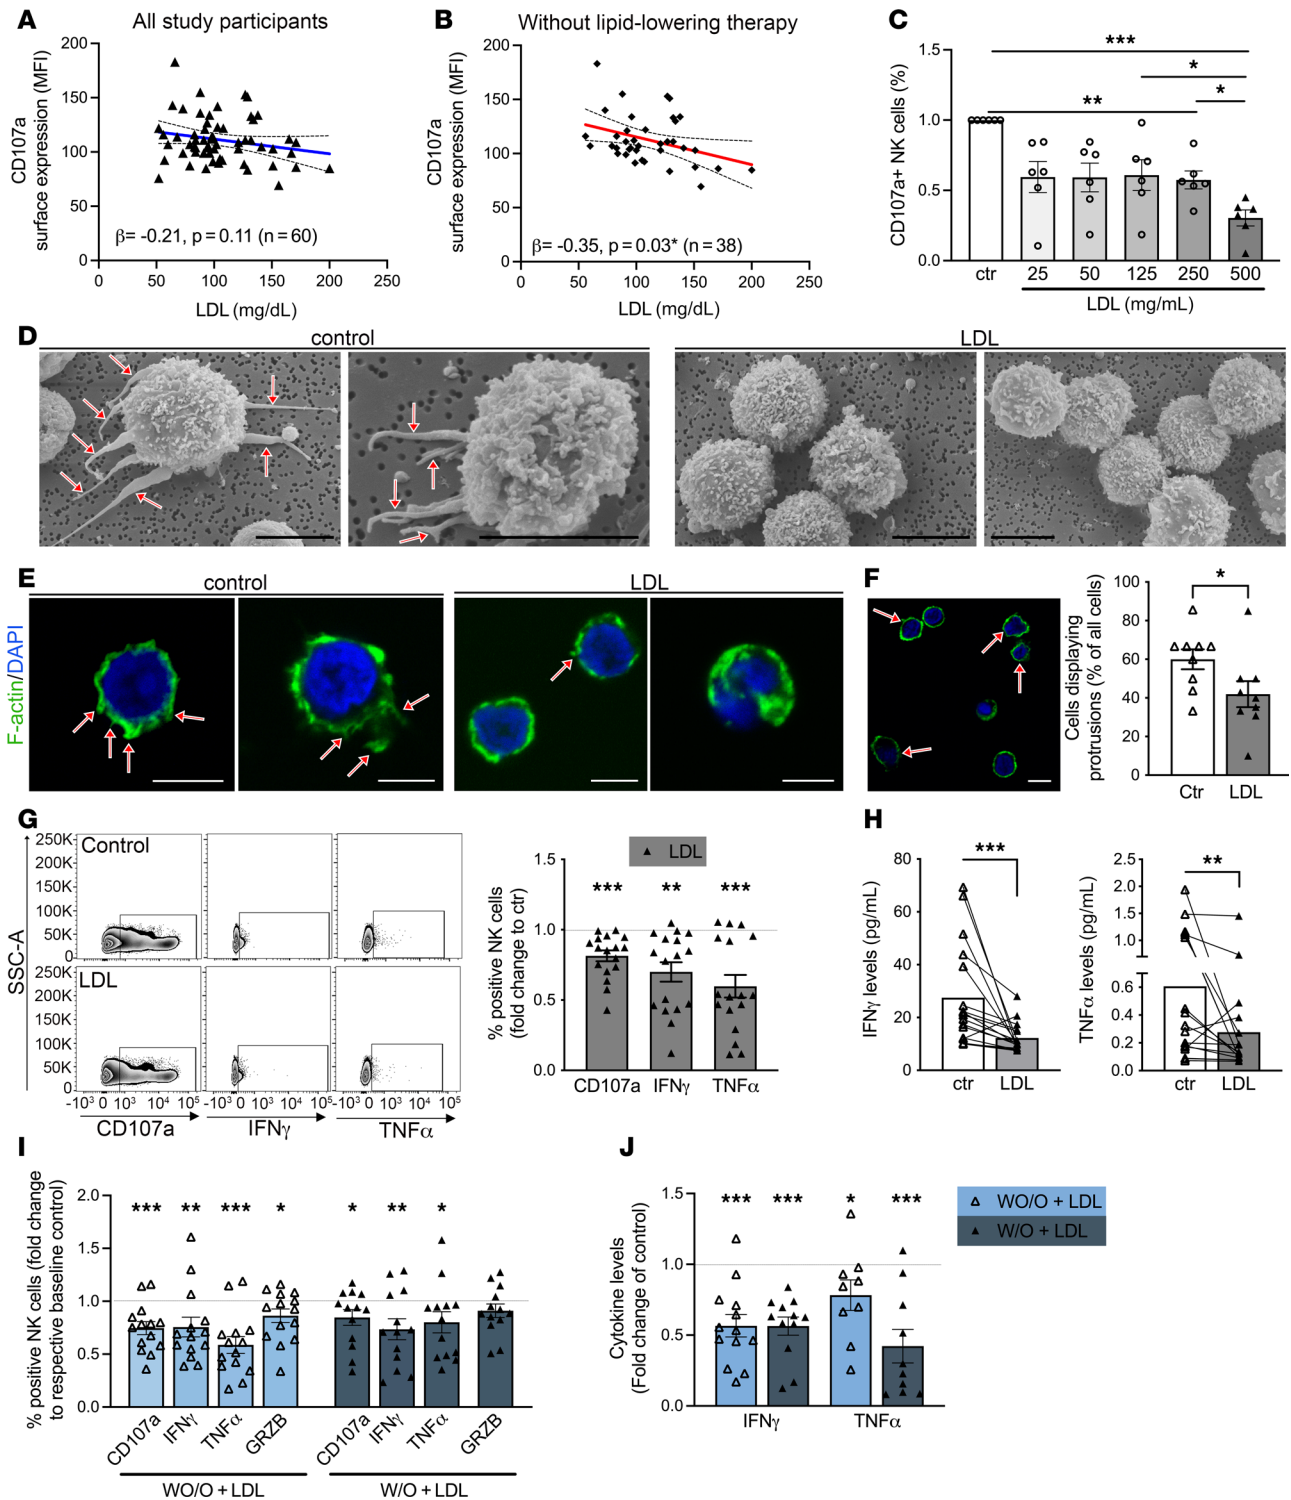 A
All study participants
CD107a
surface expression (MFI)
200
150
100
50
0
β= -0.21, p = 0.11 (n = 60)
0 50 100 150 200 250
LDL (mg/dL)
B
Without lipid-lowering therapy
CD107a
surface expression (MFI)
200
150
100
50
0
β= -0.35, p = 0.03* (n = 38)
0 50 100 150 200 250
LDL (mg/dL)
C
CD107a+ NK cells (%)
1.5
1.0
0.5
0.0
***
*
*
**
ctr 25 50 125 250 500
LDL (mg/mL)
D
control
LDL
E
control
LDL
F-actin/DAPI
F
Cells displaying
protrusions (% of all cells)
100
80
60
40
20
0
*
Ctr LDL
G
SSC-A
250K
200K
150K
100K
50K
0
Control
250K
200K
150K
100K
50K
0
LDL
-10³ 0 10³ 10⁴ 10⁵
-10³ 0 10³ 10⁴ 10⁵
-10³ 0 10³ 10⁴ 10⁵
CD107a IFNγ TNFα
LDL
% positive NK cells
(fold change to ctr)
1.5
1.0
0.5
0.0
*** ** ***
CD107a IFNγ TNFα
H
IFNγ levels (pg/mL)
80
60
40
20
0
***
ctr LDL
TNFα levels (pg/mL)
2.5
2.0
1.5
1.0
0.6
0.4
0.2
0.0
**
ctr LDL
I
% positive NK cells (fold change
to respective baseline control)
2.0
1.5
1.0
0.5
0.0
*** ** *** * * ** *
CD107a IFNγ TNFα GRZB CD107a IFNγ TNFα GRZB
WO/O + LDL W/O + LDL
J
Cytokine levels
(Fold change of control)
1.5
1.0
0.5
0.0
*** *** * ***
IFNγ TNFα
WO/O + LDL
W/O + LDL